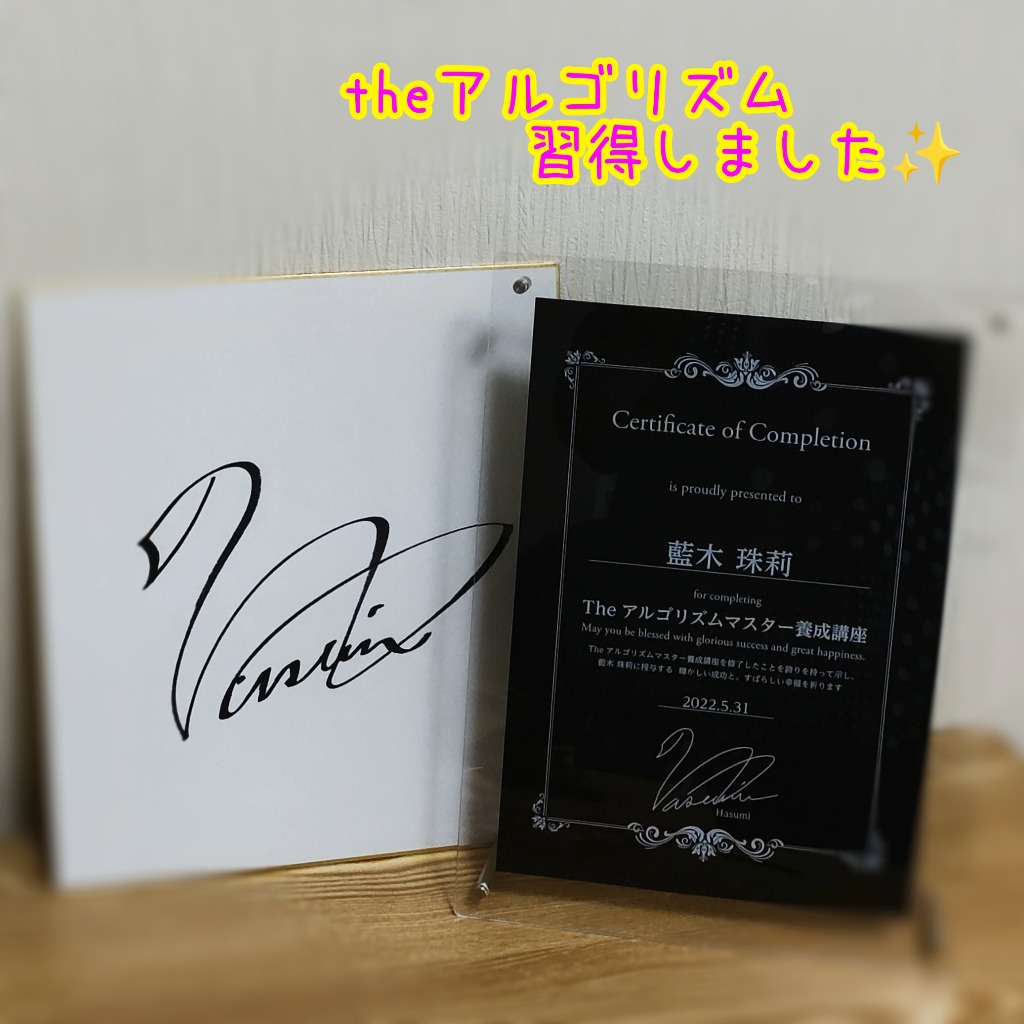 theアルゴリズム
習得しました✨
Certificate of Completion
is proudly presented to
藍木 珠莉
for completing
The アルゴリズムマスター養成講座
May you be blessed with glorious success and great happiness.
The アルゴリズムマスター養成講座を修了したことを誇りを持って示し、
藍木 珠莉に授与する 輝かしい成功と、すばらしい幸福を祈ります
2022.5.31
Hasumi